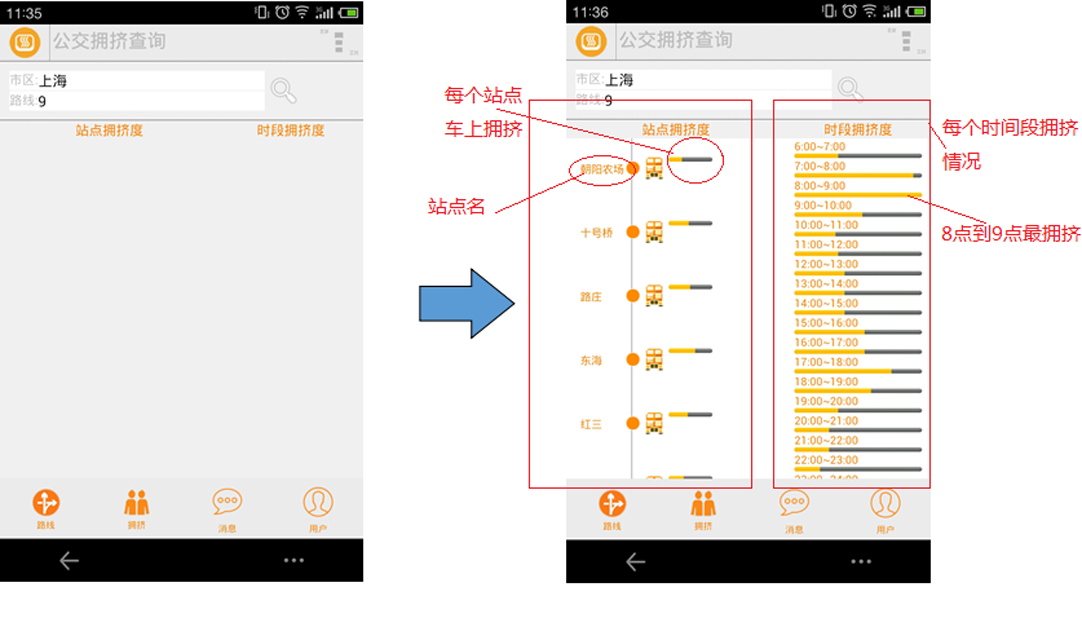 11:35
公交拥挤查询
市区:上海
路线:9
站点拥挤度 时段拥挤度
路线 拥挤 消息 用户
每个站点
车上拥挤
站点名
11:36
公交拥挤查询
市区:上海
路线:9
站点拥挤度 时段拥挤度
朝阳农场
十号桥
路庄
东海
红三
6:00~7:00
7:00~8:00
8:00~9:00
9:00~10:00
10:00~11:00
11:00~12:00
12:00~13:00
13:00~14:00
14:00~15:00
15:00~16:00
16:00~17:00
17:00~18:00
18:00~19:00
19:00~20:00
20:00~21:00
21:00~22:00
22:00~23:00
23:00~24:00
路线 拥挤 消息 用户
每个时间段拥挤
情况
8点到9点最拥挤